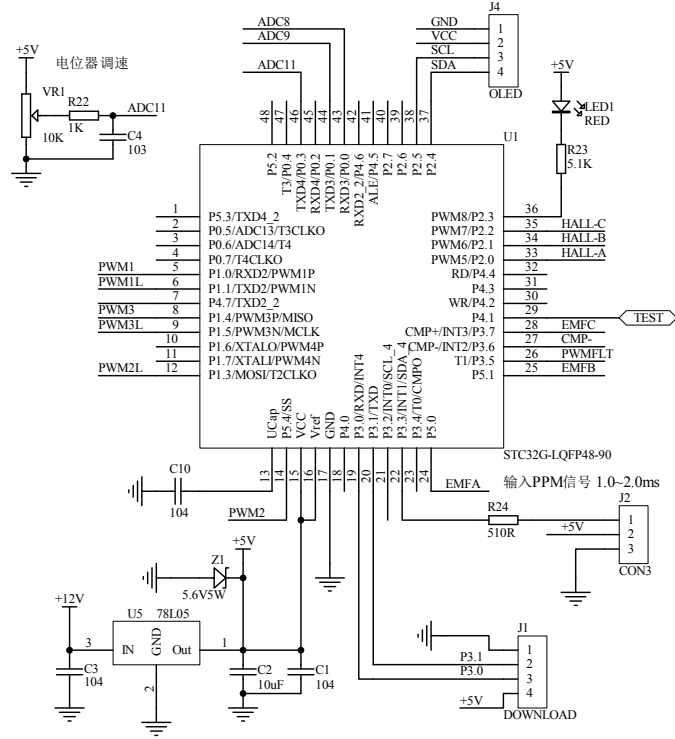 J4
ADC8
GND
1
ADC9
VCC
2
SCL
3
ADC11
SDA
4
OLED
+5V
电位器调速
VR1
R22
ADC11
1K
10K
C4
103
+5V
LED1
RED
R23
5.1K
48
47
46
45
44
43
42
41
40
39
38
37
U1
P5.2
T3/P0.4
TXD4/P0.3
RXD4/P0.2
TXD3/P0.1
RXD3/P0.0
RXD2_2/P4.6
ALE/P4.5
P2.7
P2.6
P2.5
P2.4
1
P5.3/TXD4_2
2
P0.5/ADC13/T3CLKO
3
P0.6/ADC14/T4
4
P0.7/T4CLKO
PWM1
5
P1.0/RXD2/PWM1P
PWM1L
6
P1.1/TXD2/PWM1N
7
P4.7/TXD2_2
PWM3
8
P1.4/PWM3P/MISO
PWM3L
9
P1.5/PWM3N/MCLK
10
P1.6/XTALO/PWM4P
11
P1.7/XTALI/PWM4N
PWM2L
12
P1.3/MOSI/T2CLKO
PWM8/P2.3
36
PWM7/P2.2
35
HALL-C
PWM6/P2.1
34
HALL-B
PWM5/P2.0
33
HALL-A
RD/P4.4
32
P4.3
31
WR/P4.2
30
P4.1
29
TEST
CMP+/INT3/P3.7
28
EMFC
CMP-/INT2/P3.6
27
CMP-
T1/P3.5
26
PWMFLT
P5.1
25
EMFB
UCap
P5.4/SS
VCC
Vref
GND
P4.0
P3.0/RXD/INT4
P3.1/TXD
P3.2/INT0/SCL_4
P3.3/INT1/SDA_4
P3.4/T0/CMPO
P5.0
STC32G-LQFP48-90
13
14
15
16
17
18
19
20
21
22
23
24
C10
104
EMFA
输入PPM信号 1.0~2.0ms
PWM2
R24
510R
J2
1
+5V
2
3
CON3
+5V
Z1
5.6V5W
+12V
U5
78L05
3
IN
GND
Out
1
2
C3
104
C2
10uF
C1
104
J1
1
P3.1
2
P3.0
3
+5V
4
DOWNLOAD